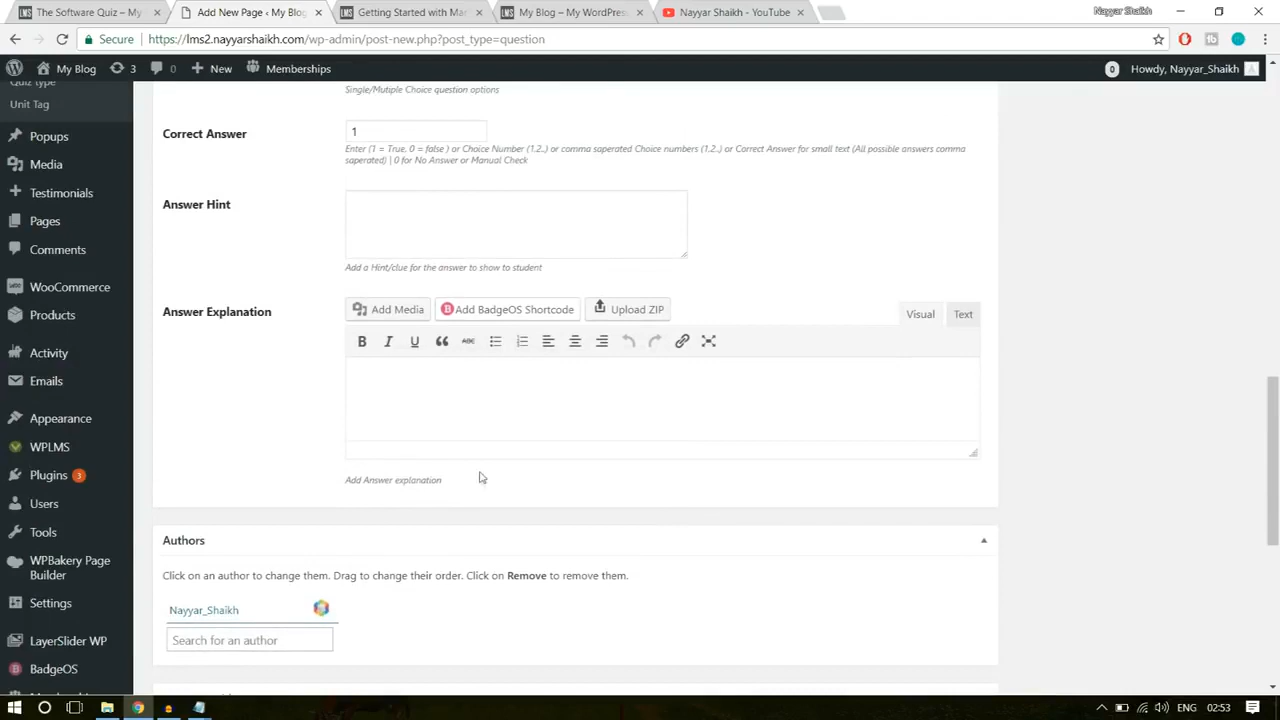 The Software Quiz – My
Add New Page ‹ My Blog
Getting Started with Ma
My Blog – My WordPress
Nayyar Shaikh - YouTube
Nayyar Shaikh
Secure
https://lms2.nayyarshaikh.com/wp-admin/post-new.php?post_type=question
My Blog
3
0
New
Memberships
0
Howdy, Nayyar_Shaikh
Quiz type
Unit Tag
Popups
Media
Testimonials
Pages
Comments
WooCommerce
Products
Activity
Emails
Appearance
WPLMS
Plugins 3
Users
Tools
WPBakery Page
Builder
Settings
LayerSlider WP
BadgeOS
Single/Mutiple Choice question options
Correct Answer
1
Enter (1 = True, 0 = false ) or Choice Number (1,2..) or comma saperated Choice numbers (1,2..) or Correct Answer for small text (All possible answers comma
saperated) | 0 for No Answer or Manual Check
Answer Hint
Add a Hint/clue for the answer to show to student
Answer Explanation
Add Media
Add BadgeOS Shortcode
Upload ZIP
Visual
Text
B I U ABC
Add Answer explanation
Authors
Click on an author to change them. Drag to change their order. Click on Remove to remove them.
Nayyar_Shaikh
Search for an author
ENG
02:53